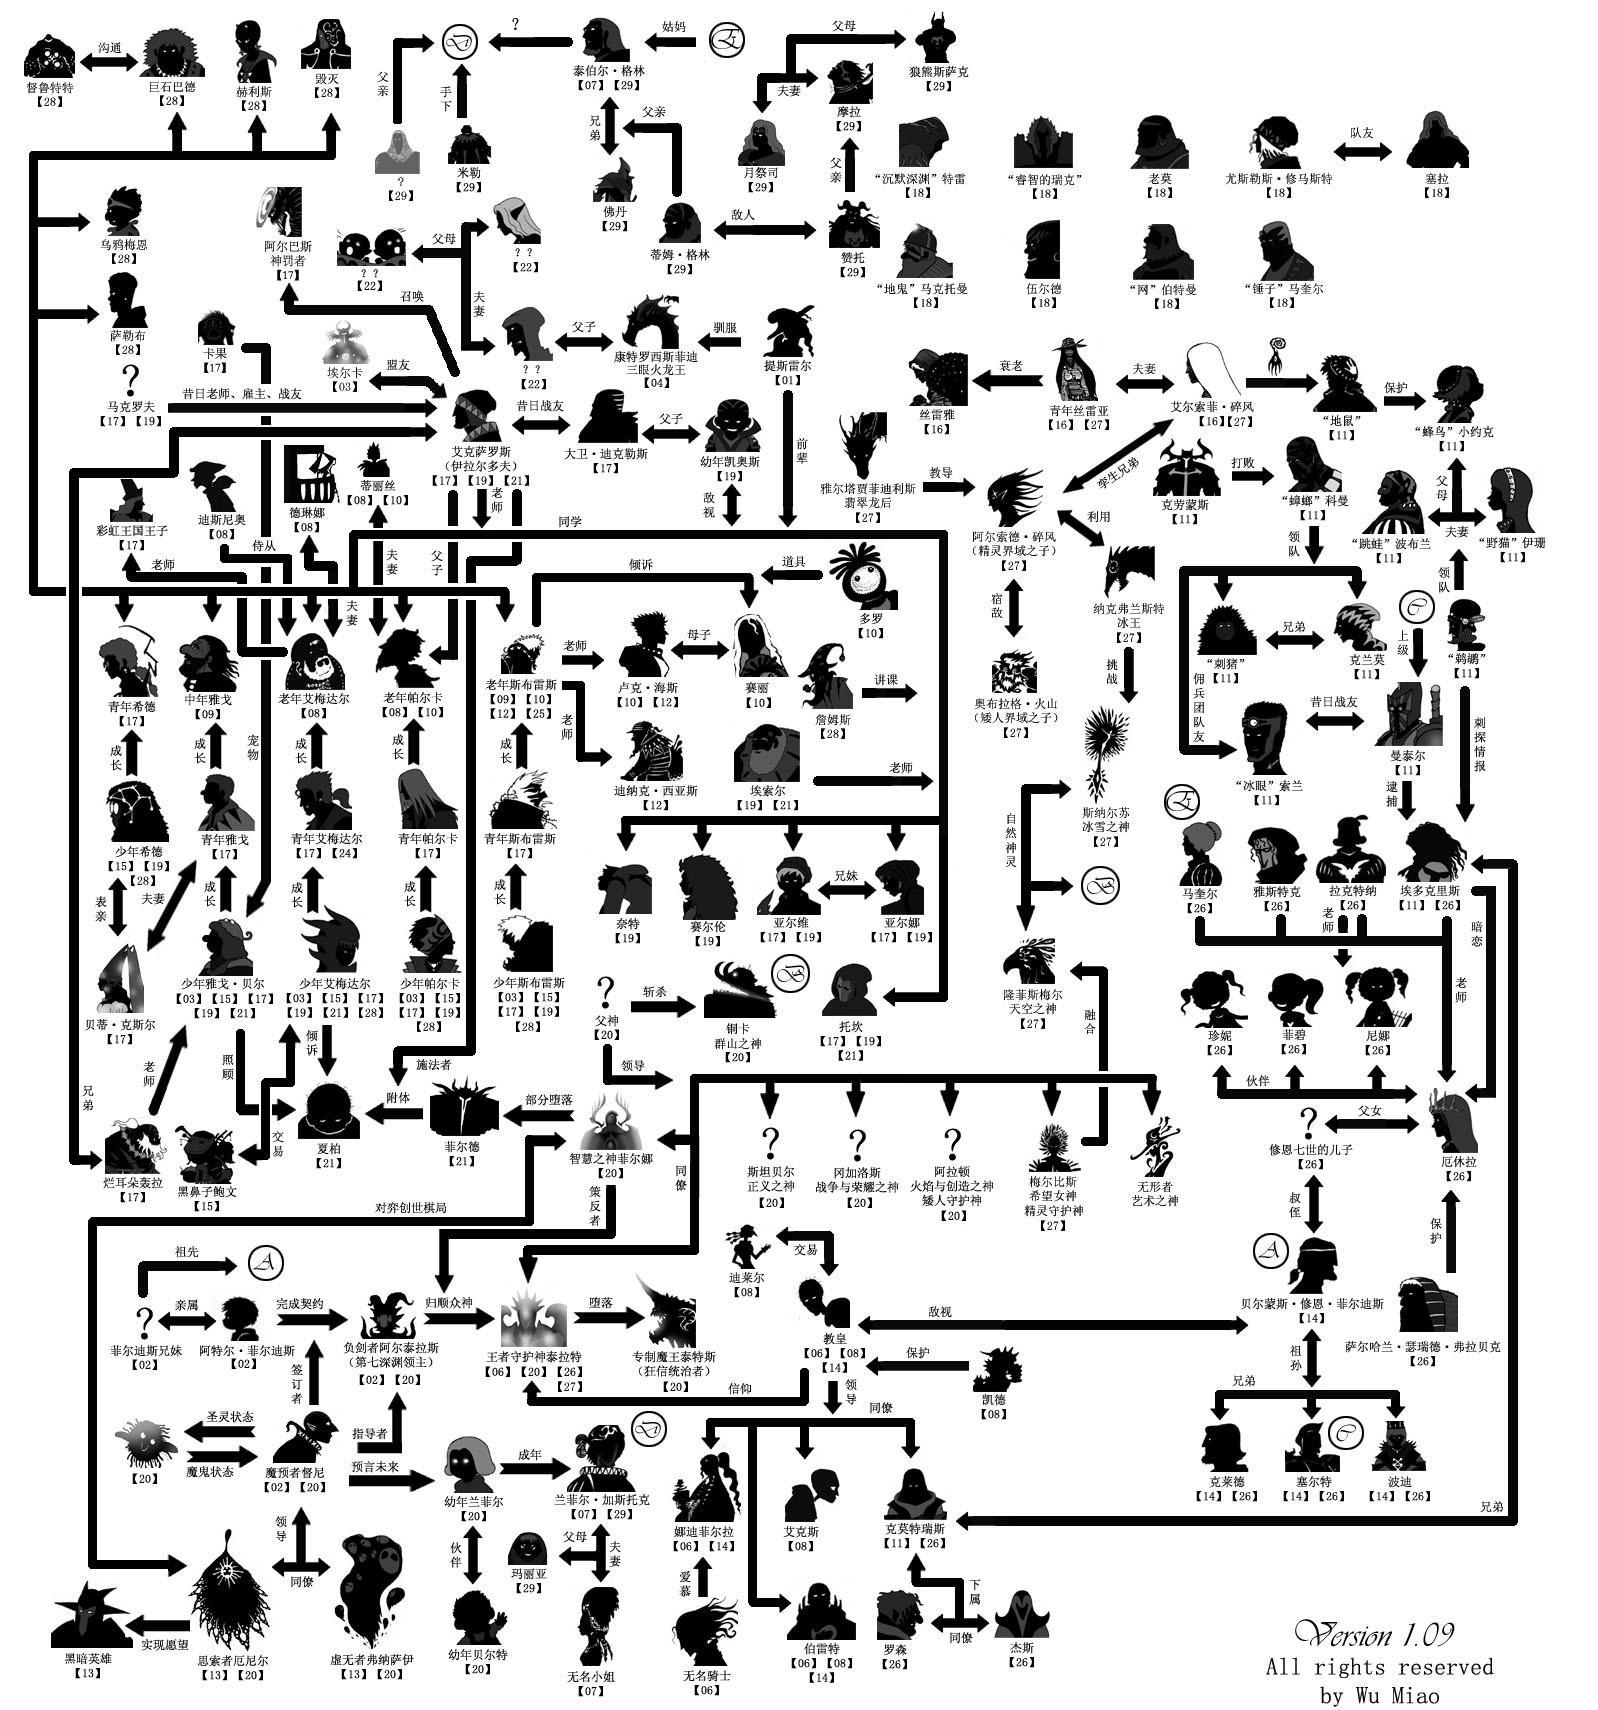 沟通
督鲁特特
【28】
巨石巴德
【28】
赫利斯
【28】
毁灭
【28】
父亲
手下
?
泰伯尔·格林
【07】【29】
姑妈
?
【29】
米勒
【29】
兄弟
父亲
佛丹
【29】
蒂姆·格林
【29】
敌人
父母
夫妻
狼熊斯萨克
【29】
摩拉
【29】
月祭司
【29】
父亲
赞托
【29】
“沉默深渊”特雷
【18】
“睿智的瑞克”
【18】
老莫
【18】
尤斯勒斯·修马斯特
【18】
队友
塞拉
【18】
“地鬼”马克托曼
【18】
伍尔德
【18】
“网”伯特曼
【18】
“锤子”马奎尔
【18】
乌鸦梅恩
【28】
萨勒布
【28】
阿尔巴斯
神罚者
【17】
? ?
【22】
父母
? ?
【22】
夫妻
召唤
卡果
【17】
埃尔卡
【03】
盟友
? ?
【22】
父子
康特罗西斯菲迪
三眼火龙王
【04】
驯服
提斯雷尔
【01】
?
马克罗夫
【17】【19】
昔日老师、雇主、战友
艾克萨罗斯
(伊拉尔多夫)
【17】【19】【21】
昔日战友
大卫·迪克勒斯
【17】
父子
幼年凯奥斯
【19】
前辈
敌视
老师
同学
丝雷雅
【16】
衰老
青年丝雷亚
【16】【27】
夫妻
艾尔索菲·碎风
【16】【27】
“地鼠”
【11】
保护
“蜂鸟”小约克
【11】
雅尔塔贾菲迪利斯
翡翠龙后
【27】
教导
阿尔索德·碎风
(精灵界域之子)
【27】
孪生兄弟
克劳蒙斯
【11】
打败
“蟑螂”科曼
【11】
领队
“跳蛙”波布兰
【11】
父母
夫妻
“野猫”伊珊
【11】
利用
纳克弗兰斯特
冰王
【27】
宿敌
奥布拉格·火山
(矮人界域之子)
【27】
挑战
斯纳尔苏
冰雪之神
【27】
自然神灵
隆菲斯梅尔
天空之神
【27】
融合
“刺猪”
【11】
兄弟
克兰莫
【11】
上级
领队
“鹈鹕”
【11】
佣兵团队友
“冰眼”索兰
【11】
昔日战友
曼泰尔
【11】
逮捕
刺探情报
彩虹王国王子
【17】
迪斯尼奥
【08】
侍从
老师
德琳娜
【08】
蒂丽丝
【08】【10】
夫妻
夫妻
父子
倾诉
道具
多罗
【10】
青年希德
【17】
中年雅戈
【09】
老年艾梅达尔
【08】
老年帕尔卡
【08】【10】
老年斯布雷斯
【09】【10】
【12】【25】
老师
卢克·海斯
【10】【12】
母子
赛丽
【10】
詹姆斯
【28】
讲课
老师
迪纳克·西亚斯
【12】
埃索尔
【19】【21】
老师
成长
成长
宠物
成长
成长
成长
少年希德
【15】【19】
【28】
青年雅戈
【17】
青年艾梅达尔
【17】【24】
青年帕尔卡
【17】
青年斯布雷斯
【17】
表亲
夫妻
成长
成长
成长
成长
贝蒂·克斯尔
【17】
少年雅戈·贝尔
【03】【15】【17】
【19】【21】
少年艾梅达尔
【03】【15】【17】
【19】【21】【28】
少年帕尔卡
【03】【15】
【17】【19】
【28】
少年斯布雷斯
【03】【15】
【17】【19】
【28】
奈特
【19】
赛尔伦
【19】
亚尔维
【17】【19】
兄妹
亚尔娜
【17】【19】
?
父神
【20】
斩杀
铜卡
群山之神
【20】
托坎
【17】【19】
【21】
领导
马奎尔
【26】
雅斯特克
【26】
拉克特纳
【26】
埃多克里斯
【11】【26】
老师
暗恋
老师
珍妮
【26】
菲碧
【26】
尼娜
【26】
伙伴
?
修恩七世的儿子
【26】
父女
厄休拉
【26】
兄弟
老师
照顾
倾诉
交易
烂耳朵轰拉
【17】
黑鼻子鲍文
【15】
夏柏
【21】
附体
施法者
菲尔德
【21】
部分堕落
智慧之神菲尔娜
【20】
同僚
策反者
对弈创世棋局
?
斯坦贝尔
正义之神
【20】
?
冈加洛斯
战争与荣耀之神
【20】
?
阿拉顿
火焰与创造之神
矮人守护神
【20】
梅尔比斯
希望女神
精灵守护神
【27】
无形者
艺术之神
祖先
A
?
菲尔迪斯兄妹
【02】
亲属
阿特尔·菲尔迪斯
【02】
完成契约
负剑者阿尔泰拉斯
(第七深渊领主)
【02】【20】
归顺众神
王者守护神泰拉特
【06】【20】【26】
【27】
堕落
专制魔王泰特斯
(狂信统治者)
【20】
信仰
迪莱尔
【08】
交易
教皇
【06】【08】
【14】
保护
凯德
【08】
敌视
叔侄
A
贝尔蒙斯·修恩·菲尔迪斯
【14】
保护
萨尔哈兰·瑟瑞德·弗拉贝克
【26】
祖孙
兄弟
克莱德
【14】【26】
塞尔特
【14】【26】
波迪
【14】【26】
签订者
圣灵状态
魔鬼状态
【20】
魔预者督尼
【02】【20】
指导者
预言未来
幼年兰菲尔
【20】
成年
兰菲尔·加斯托克
【07】【29】
领导
同僚
娜迪菲尔拉
【06】【14】
艾克斯
【08】
克莫特瑞斯
【11】【26】
兄弟
领导
同僚
伙伴
玛丽亚
【29】
父母
夫妻
爱慕
下属
黑暗英雄
【13】
实现愿望
思索者厄尼尔
【13】【20】
虚无者弗纳萨伊
【13】【20】
幼年贝尔特
【20】
无名小姐
【07】
无名骑士
【06】
伯雷特
【06】【08】
【14】
罗森
【26】
同僚
杰斯
【26】
Version 1.09
All rights reserved
by Wu Miao